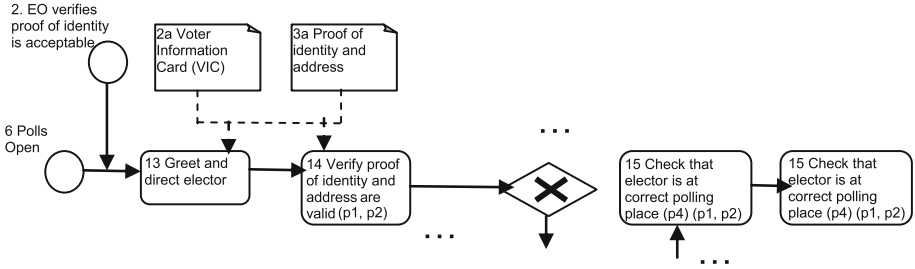 2. EO verifies
proof of identity
is acceptable
6 Polls
Open
2a Voter
Information
Card (VIC)
3a Proof of
identity and
address
13 Greet and
direct elector
14 Verify proof
of identity and
address are
valid (p1, p2)
...
...
15 Check that
elector is at
correct polling
place (p4) (p1, p2)
...
15 Check that
elector is at
correct polling
place (p4) (p1, p2)